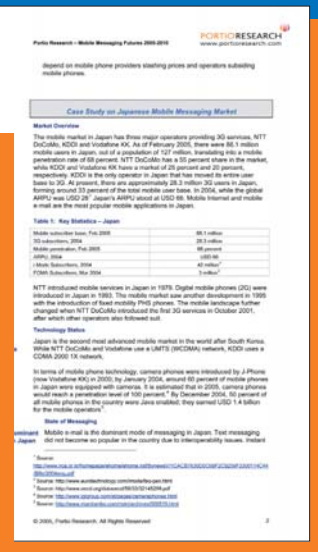 PORTIORESEARCH
Portio Research – Mobile Messaging Futures 2005-2010
www.portioresearch.com
depend on mobile phone providers slashing prices and operators subsiding
mobile phones.
Case Study on Japanese Mobile Messaging Market
Market Overview
The mobile market in Japan has three major operators providing 3G services, NTT
DoCoMo, KDDI and Vodafone KK. As of February 2005, there were 86.1 million
mobile users in Japan, out of a population of 127 million, translating into a mobile
penetration rate of 68 percent. NTT DoCoMo has a 55 percent share in the market,
while KDDI and Vodafone KK have a market of 25 percent and 20 percent,
respectively. KDDI is the only operator in Japan that has moved its entire user
base to 3G. At present, there are approximately 28.3 million 3G users in Japan,
forming around 33 percent of the total mobile user base. In 2004, while the global
ARPU was USD 28 Japan's ARPU stood at USD 66. Mobile Internet and mobile
e-mail are the most popular mobile applications in Japan.
Table 1: Key Statistics – Japan
Mobile subscriber base, Feb 2005 86.1 million
3G subscribers, 2004 28.3 million
Mobile penetration, Feb 2005 68 percent
ARPU, 2004 USD 66
i-Mode Subscribers, 2004 42 million
FOMA Subscribers, Mar 2004 3 million
NTT introduced mobile services in Japan in 1979. Digital mobile phones (2G) were
introduced in Japan in 1993. The mobile market saw another development in 1995
with the introduction of fixed mobility PHS phones. The mobile landscape further
changed when NTT DoCoMo introduced the first 3G services in October 2001,
after which other operators also followed suit.
Technology Status
Japan is the second most advanced mobile market in the world after South Korea.
While NTT DoCoMo and Vodafone use a UMTS (WCDMA) network, KDDI uses a
CDMA 2000 1X network.
In terms of mobile phone technology, camera phones were introduced by J-Phone
(now Vodafone KK) in 2000; by January 2004, around 60 percent of mobile phones
in Japan were equipped with cameras. It is estimated that in 2005, camera phones
would reach a penetration level of 100 percent. By December 2004, 50 percent of
all mobile phones in the country were Java enabled; they earned USD 1.4 billion
for the mobile operators.
State of Messaging
Mobile e-mail is the dominant mode of messaging in Japan. Text messaging
did not become so popular in the country due to interoperability issues. Instant
ominant
Japan
Source:
Source:
Source:
Source:
Source:
© 2005, Portio Research. All Rights Reserved 2